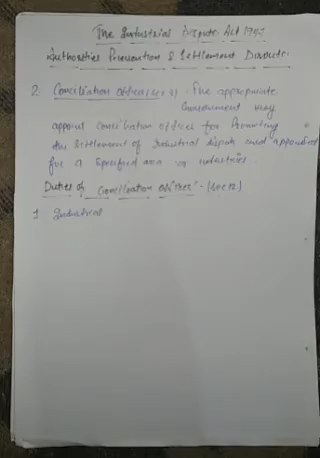 The Industrial Dispute Act 1947
Authorities Prevention & Settlement Dispute.
2. Conciliation officer (sec 4) - The appropriate
Government may
appoint conciliation officer for Promoting
the settlement of Industrial dispute and appointed
for a specified area or industries.
Duties of conciliation officer - (sec 12)
1 Industrial